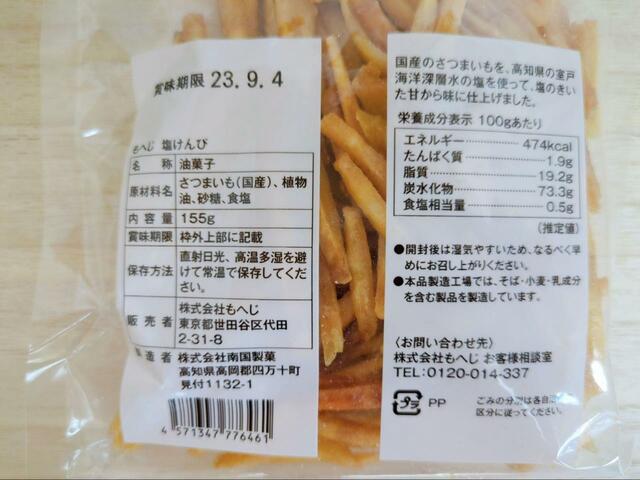 賞味期限 23.9.4
もへじ 塩けんぴ
名 称 油菓子
原材料名 さつまいも(国産)、植物
油、砂糖、食塩
内 容 量 155g
賞味期限 枠外上部に記載
保存方法 直射日光、高温多湿を避
けて常温で保存してくだ
さい。
販 売 者 株式会社もへじ
東京都世田谷区代田
2-31-8
製 造 者 株式会社南国製菓
高知県高岡郡四万十町
見付1132-1
4 571347 776461
国産のさつまいもを、高知県の室戸
海洋深層水の塩を使って、塩のきい
た甘から味に仕上げました。
栄養成分表示 100gあたり
エネルギー 474kcal
たんぱく質 1.9g
脂質 19.2g
炭水化物 73.3g
食塩相当量 0.5g
(推定値)
●開封後は湿気やすいため、なるべく早
めにお召し上がりください。
●本品製造工場では、そば・小麦・乳成分
を含む製品を製造しています。
〈お問い合わせ先〉
株式会社もへじ お客様相談室
TEL:0120-014-337
プラ PP
ごみの分別は各自治
区分に従ってください。